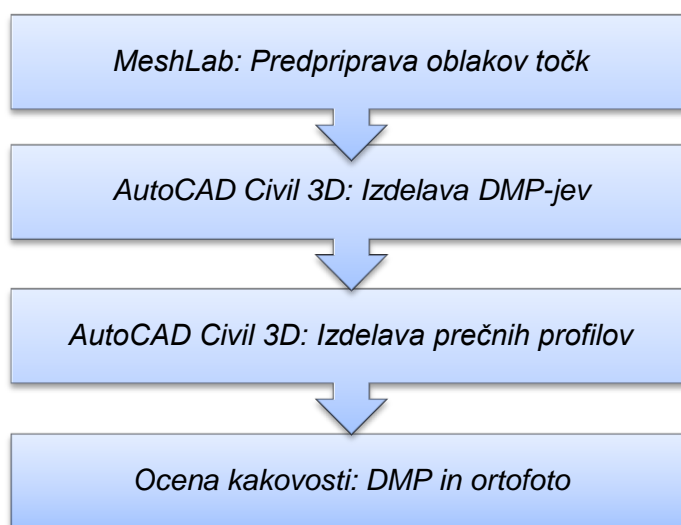 MeshLab: Predpriprava oblakov točk
AutoCAD Civil 3D: Izdelava DMP-jev
AutoCAD Civil 3D: Izdelava prečnih profilov
Ocena kakovosti: DMP in ortofoto